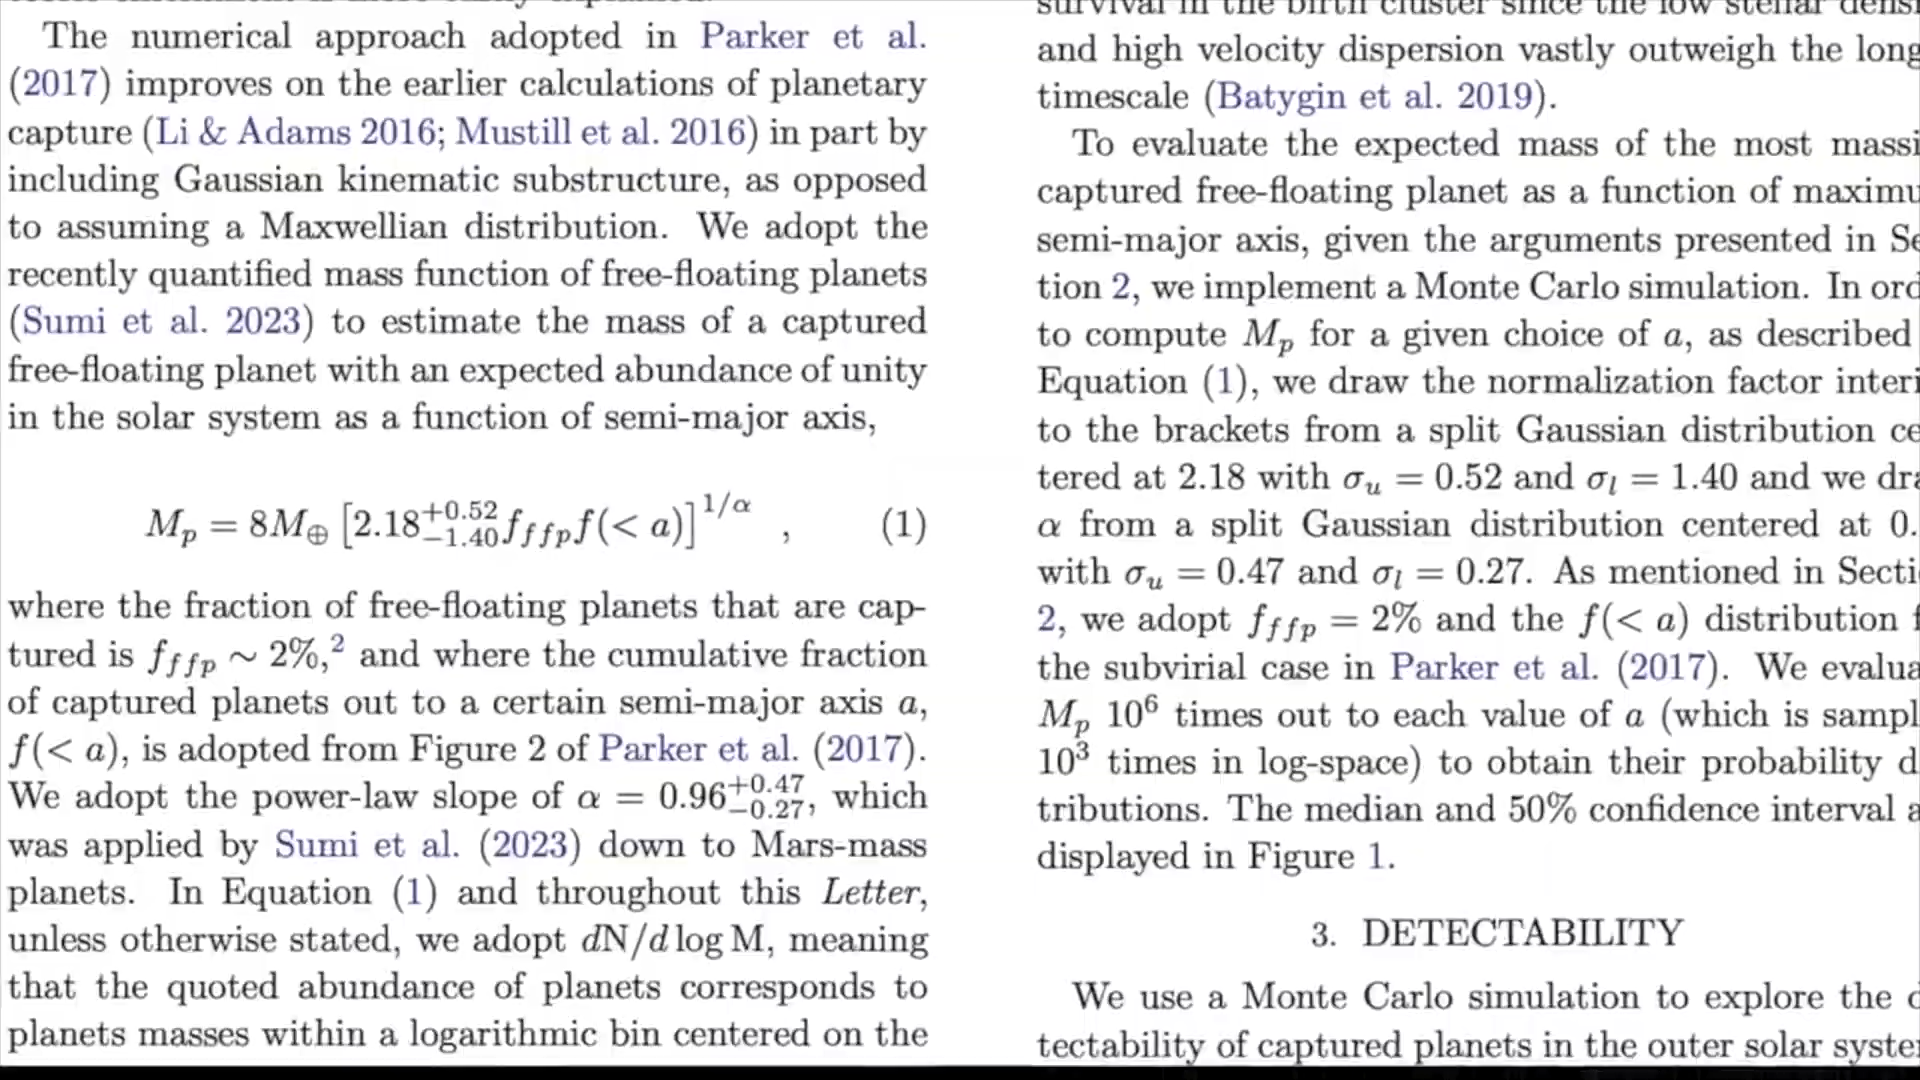 The numerical approach adopted in Parker et al.
(2017) improves on the earlier calculations of planetary
capture (Li & Adams 2016; Mustill et al. 2016) in part by
including Gaussian kinematic substructure, as opposed
to assuming a Maxwellian distribution. We adopt the
recently quantified mass function of free-floating planets
(Sumi et al. 2023) to estimate the mass of a captured
free-floating planet with an expected abundance of unity
in the solar system as a function of semi-major axis,
M_p = 8M_⊕ [2.18^{+0.52}_{−1.40} f_{ffp} f(< a)]^{1/α} , (1)
where the fraction of free-floating planets that are cap-
tured is f_{ffp} ∼ 2%,² and where the cumulative fraction
of captured planets out to a certain semi-major axis a,
f(< a), is adopted from Figure 2 of Parker et al. (2017).
We adopt the power-law slope of α = 0.96^{+0.47}_{−0.27}, which
was applied by Sumi et al. (2023) down to Mars-mass
planets. In Equation (1) and throughout this Letter,
unless otherwise stated, we adopt dN/d log M, meaning
that the quoted abundance of planets corresponds to
planets masses within a logarithmic bin centered on the
survival in the birth cluster since the low stellar densi
and high velocity dispersion vastly outweigh the long
timescale (Batygin et al. 2019).
To evaluate the expected mass of the most massi
captured free-floating planet as a function of maximu
semi-major axis, given the arguments presented in Se
tion 2, we implement a Monte Carlo simulation. In ord
to compute M_p for a given choice of a, as described
Equation (1), we draw the normalization factor interi
to the brackets from a split Gaussian distribution ce
tered at 2.18 with σ_u = 0.52 and σ_l = 1.40 and we dra
α from a split Gaussian distribution centered at 0.
with σ_u = 0.47 and σ_l = 0.27. As mentioned in Secti
2, we adopt f_{ffp} = 2% and the f(< a) distribution f
the subvirial case in Parker et al. (2017). We evalua
M_p 10⁶ times out to each value of a (which is sampl
10³ times in log-space) to obtain their probability d
tributions. The median and 50% confidence interval a
displayed in Figure 1.
3. DETECTABILITY
We use a Monte Carlo simulation to explore the d
tectability of captured planets in the outer solar syste